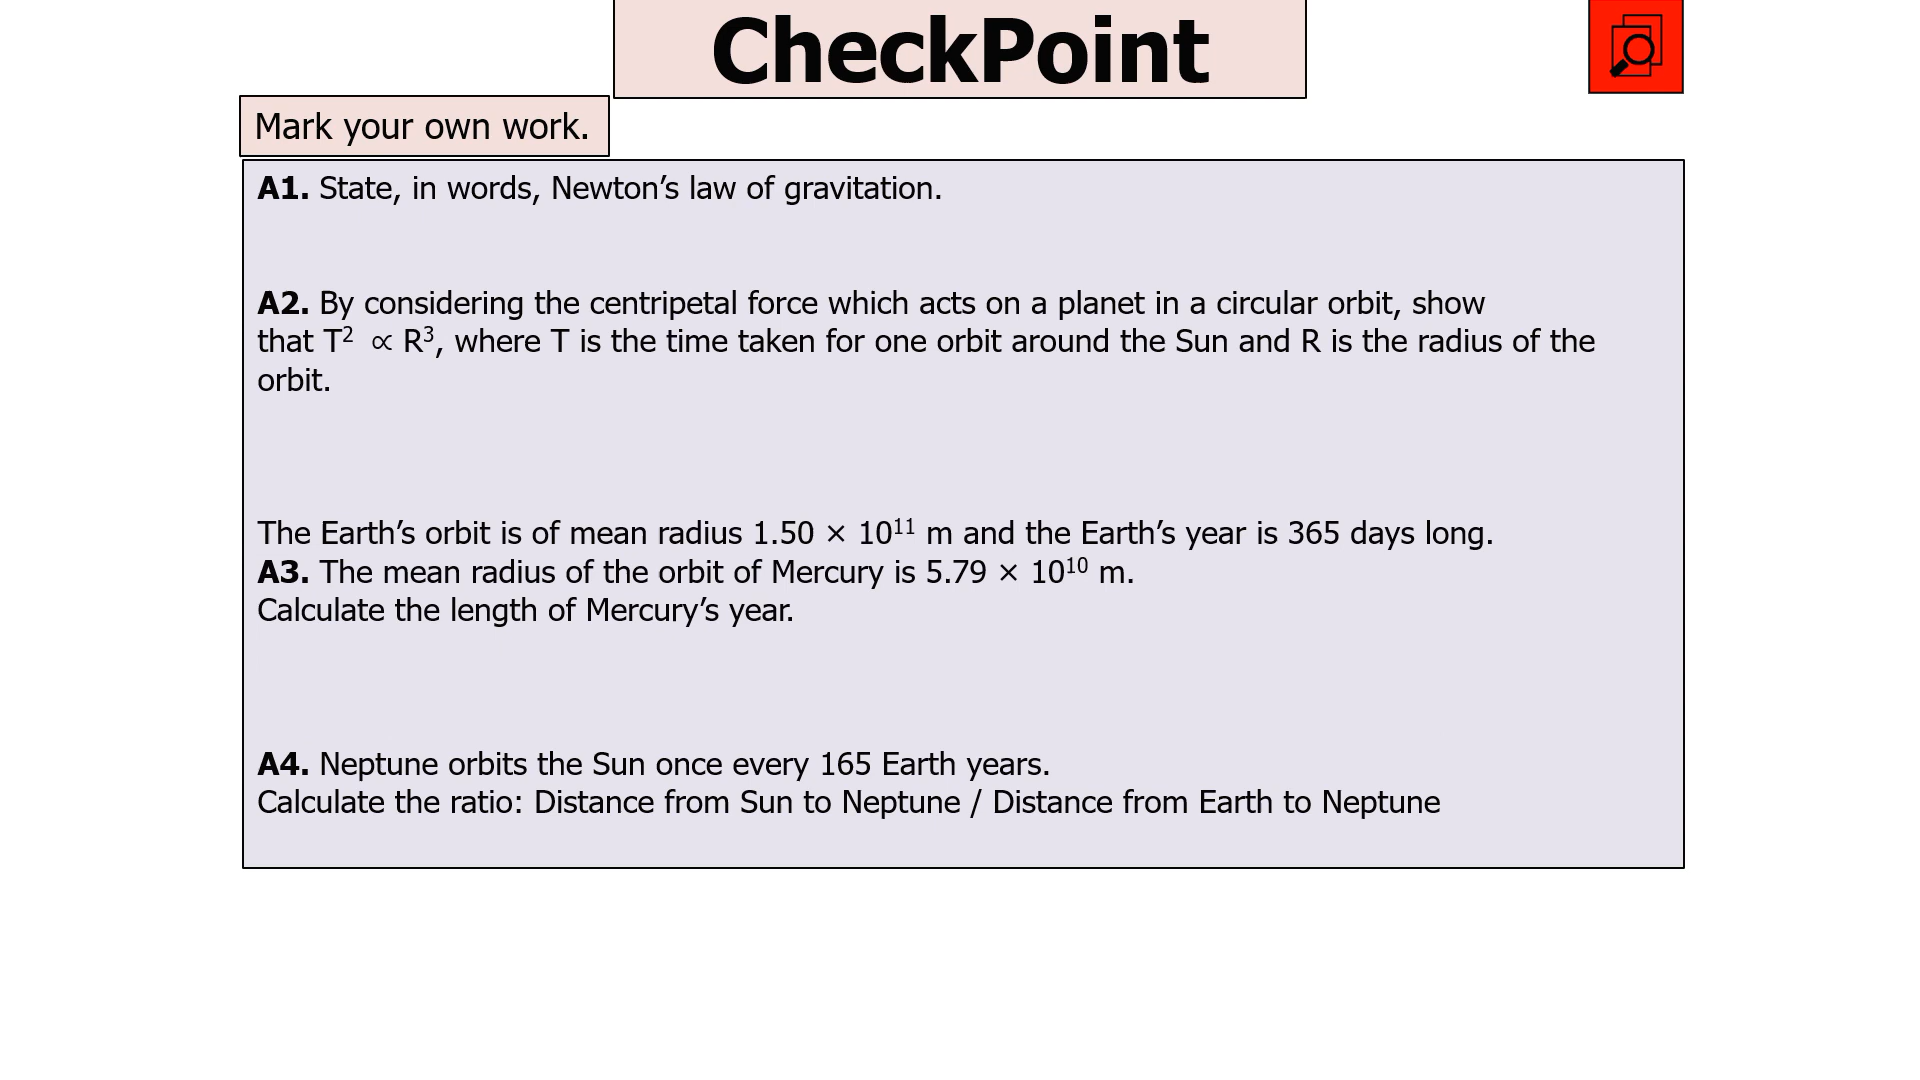 CheckPoint
Mark your own work.
A1. State, in words, Newton’s law of gravitation.
A2. By considering the centripetal force which acts on a planet in a circular orbit, show
that T² ∝ R³, where T is the time taken for one orbit around the Sun and R is the radius of the
orbit.
The Earth’s orbit is of mean radius 1.50 × 10¹¹ m and the Earth’s year is 365 days long.
A3. The mean radius of the orbit of Mercury is 5.79 × 10¹⁰ m.
Calculate the length of Mercury’s year.
A4. Neptune orbits the Sun once every 165 Earth years.
Calculate the ratio: Distance from Sun to Neptune / Distance from Earth to Neptune